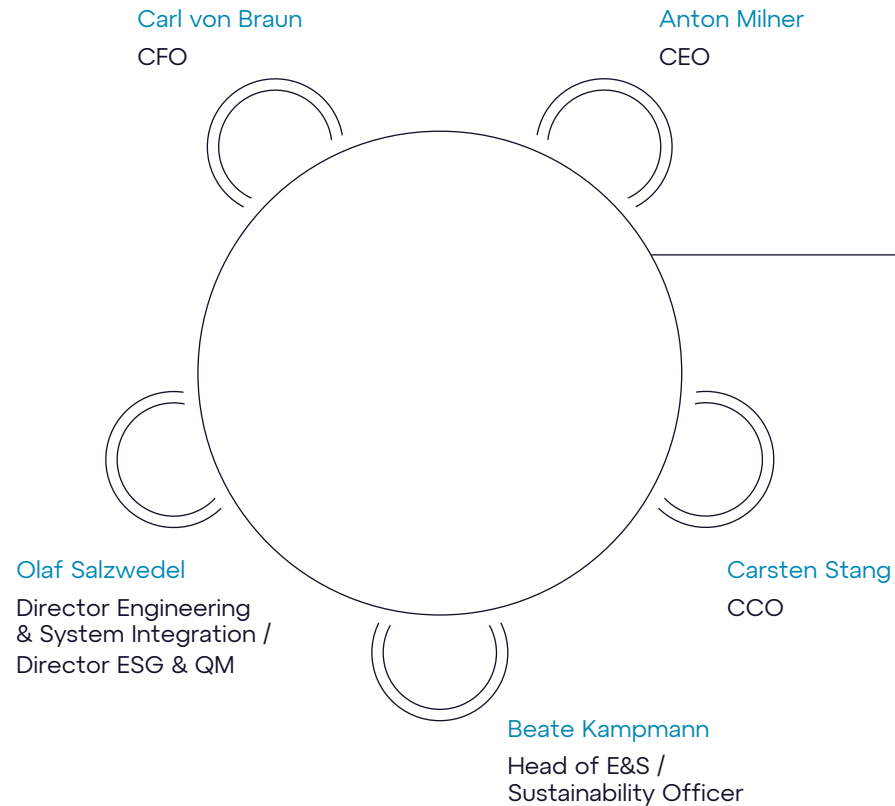 Carl von Braun
CFO
Anton Milner
CEO
Olaf Salzwedel
Director Engineering
& System Integration /
Director ESG & QM
Carsten Stang
CCO
Beate Kampmann
Head of E&S /
Sustainability Officer